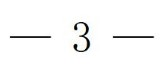 — 3 —